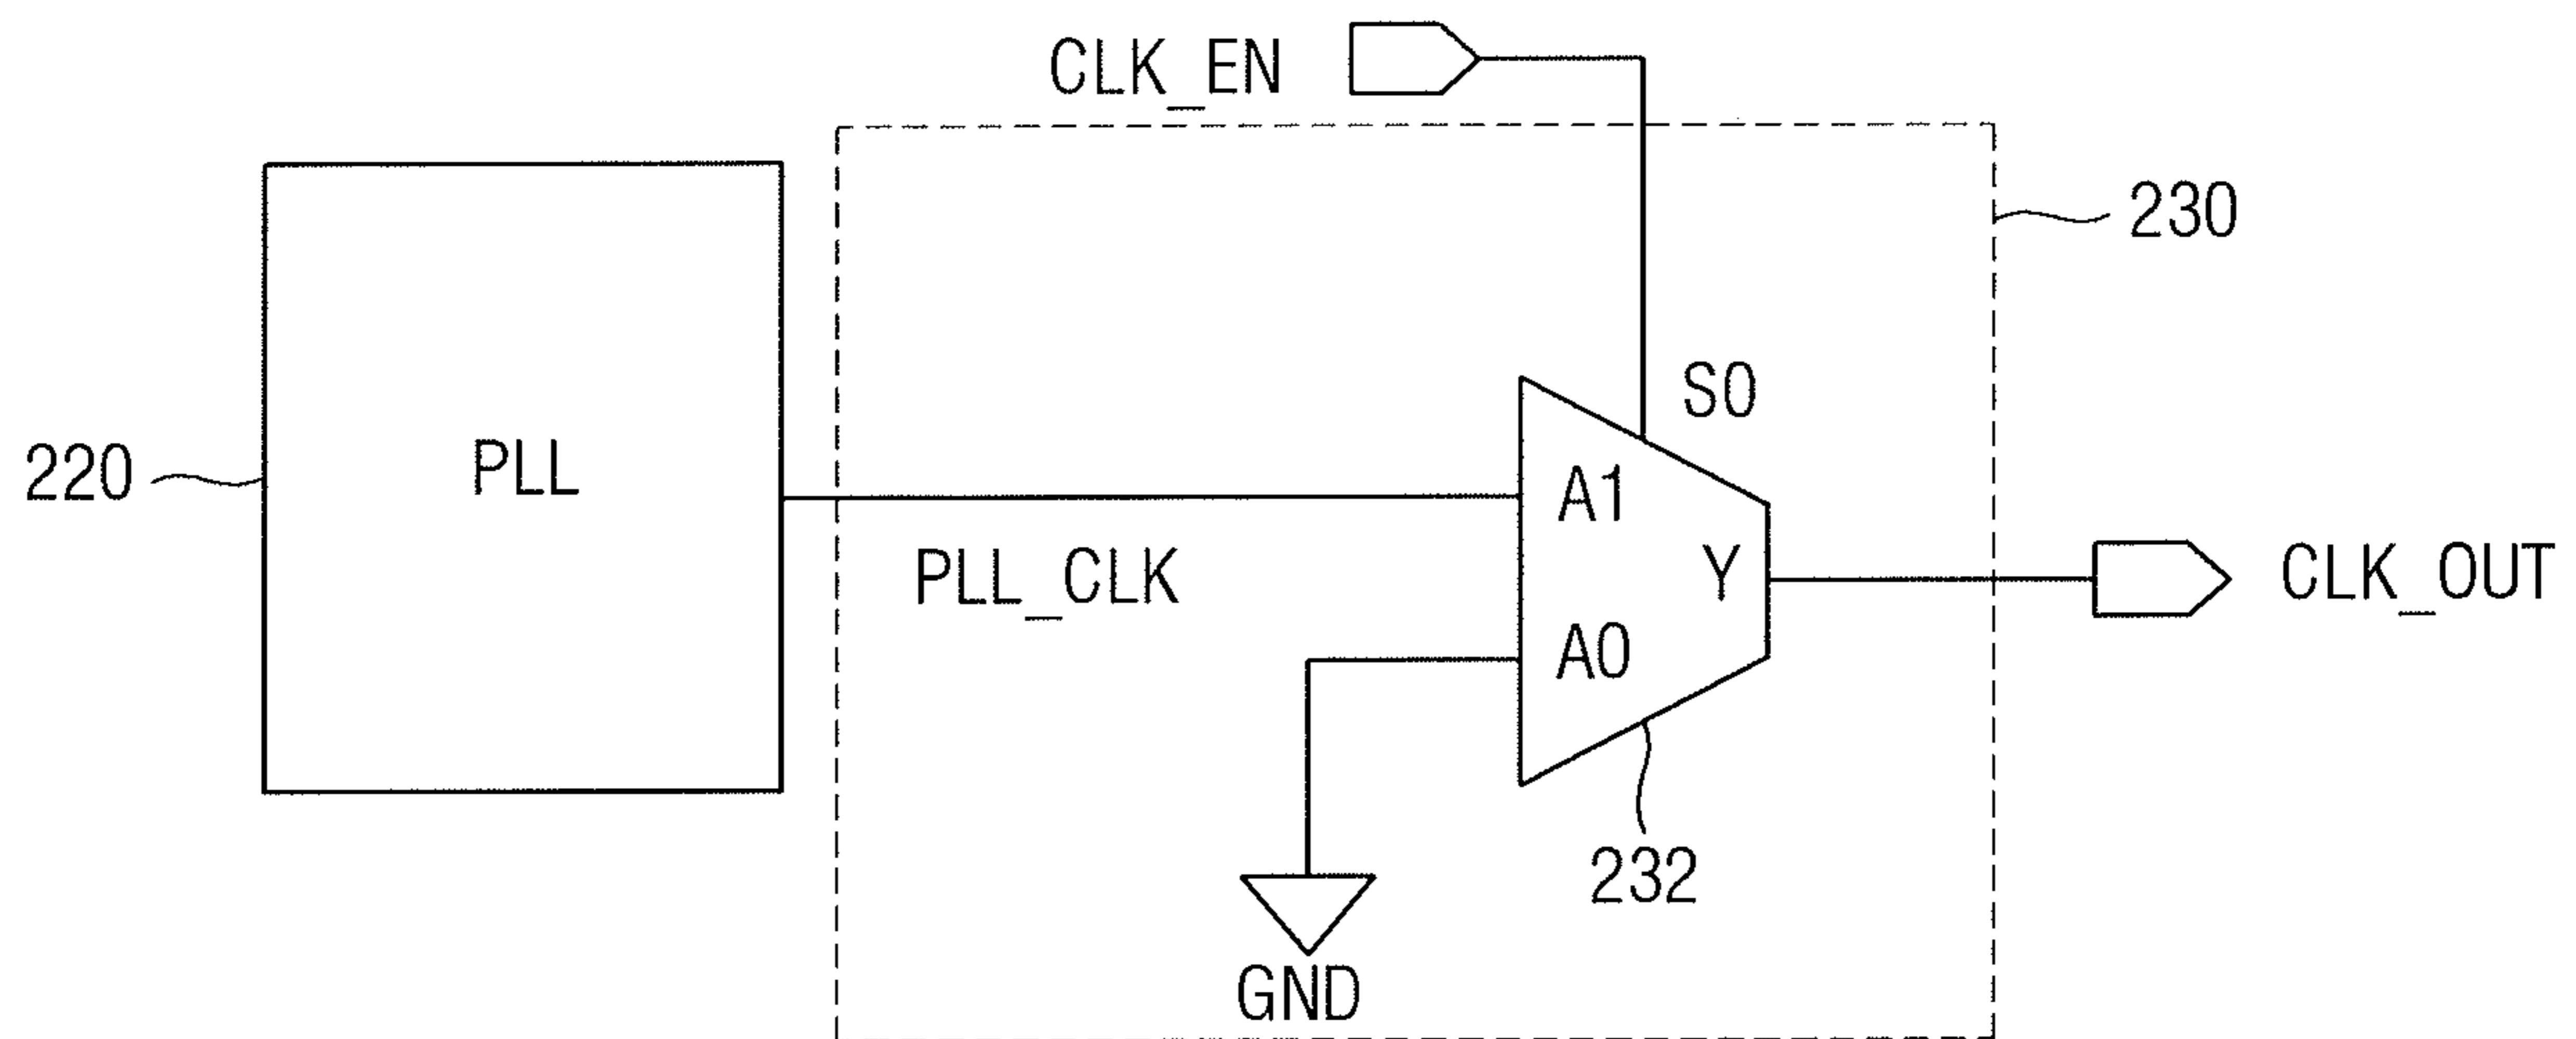 CLK_EN
230
S0
220
PLL
A1
PLL_CLK
Y
CLK_OUT
A0
232
GND